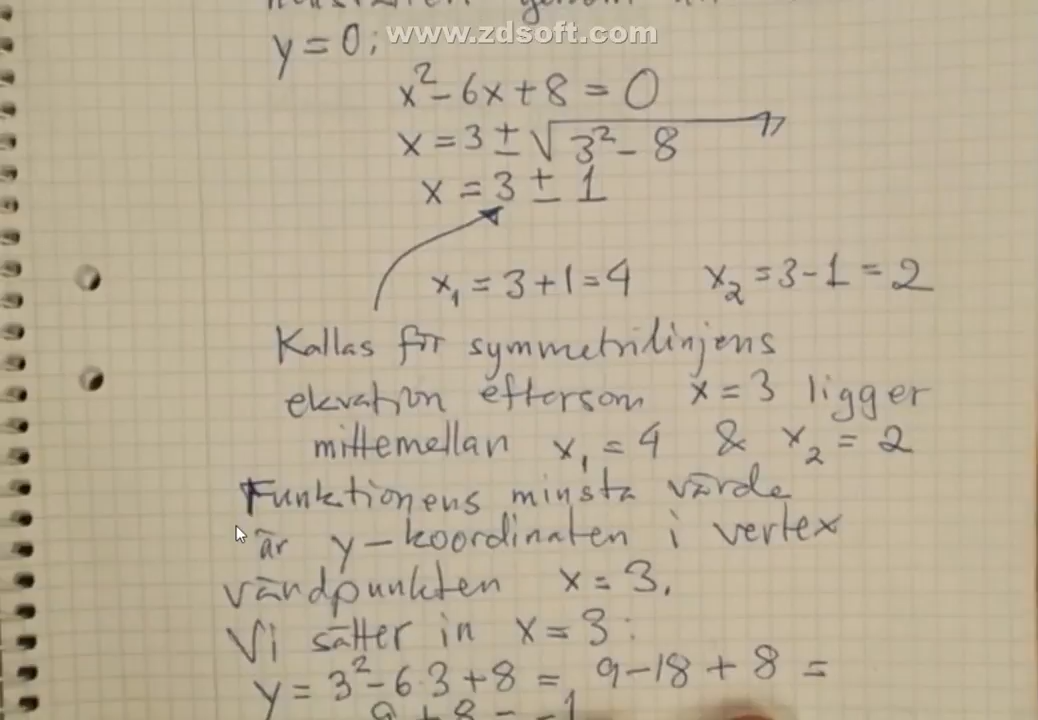 y = 0; www.zdsoft.com
x² - 6x + 8 = 0
x = 3 ± √3² - 8
x = 3 ± 1
x₁ = 3 + 1 = 4 x₂ = 3 - 1 = 2
Kallas för symmetrilinjens
ekvation eftersom x = 3 ligger
mittemellan x₁ = 4 & x₂ = 2
Funktionens minsta värde
är y-koordinaten i vertex
vändpunkten x = 3.
Vi sätter in x = 3:
y = 3² - 6·3 + 8 = 9 - 18 + 8 =
-1